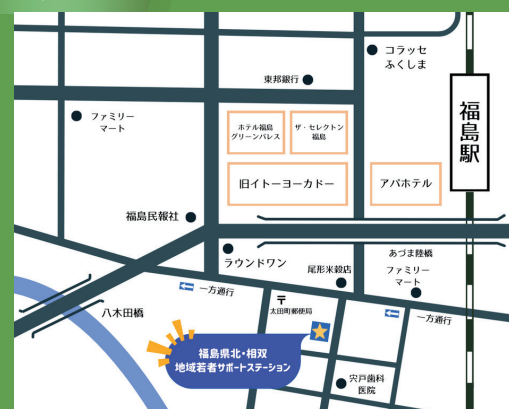 コラッセ
ふくしま
東邦銀行
福島駅
ファミリー
マート
ホテル福島
グリーンパレス
ザ・セレクトン
福島
旧イトーヨーカドー
アパホテル
福島民報社
あづま陸橋
ラウンドワン
尾形米穀店
ファミリー
マート
一方通行
〒
太田町郵便局
一方通行
八木田橋
福島県北・相双
地域若者サポートステーション
宍戸歯科
医院